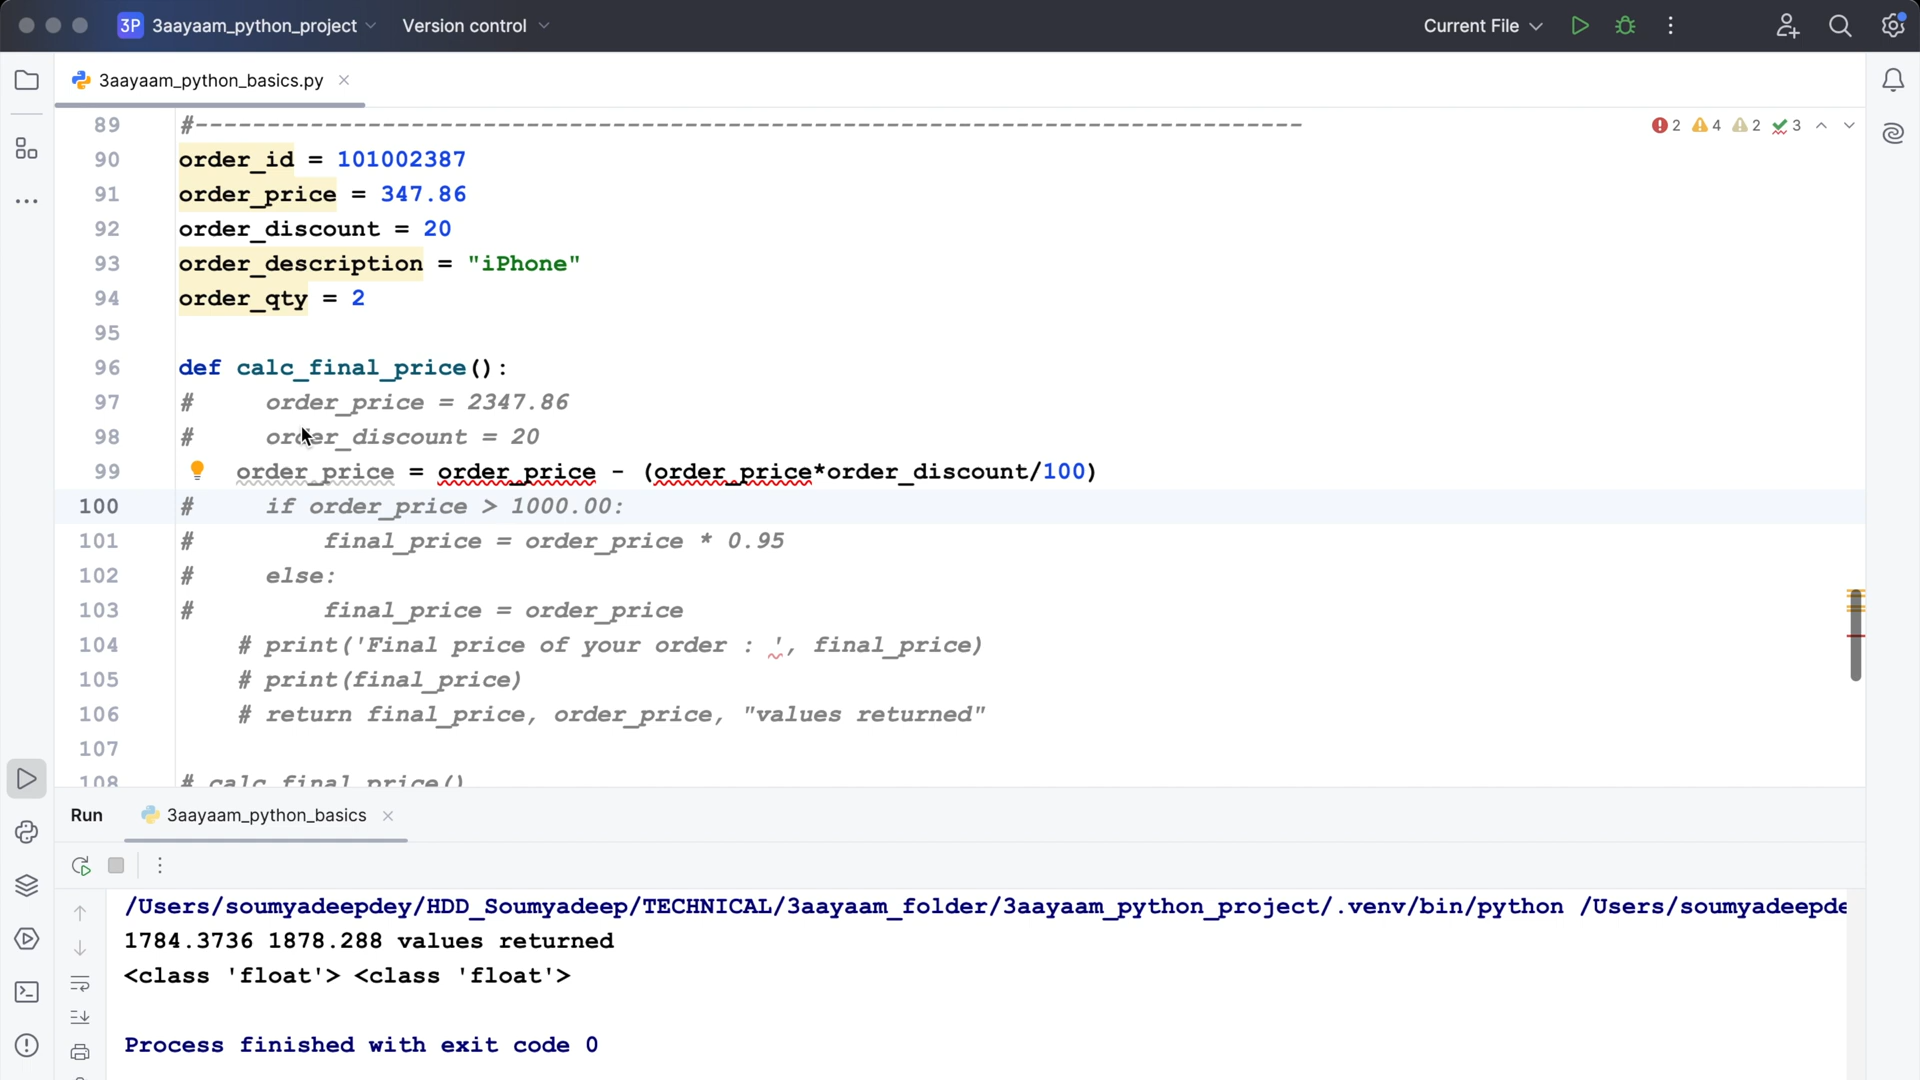 3P 3aayaam_python_project Version control Current File
3aayaam_python_basics.py
89 #-----------------------------------------------------------------------------
2 4 2 3
90 order_id = 101002387
91 order_price = 347.86
92 order_discount = 20
93 order_description = "iPhone"
94 order_qty = 2
95
96 def calc_final_price():
97 #     order_price = 2347.86
98 #     order_discount = 20
99     order_price = order_price - (order_price*order_discount/100)
100 #     if order_price > 1000.00:
101 #         final_price = order_price * 0.95
102 #     else:
103 #         final_price = order_price
104     # print('Final price of your order : ', final_price)
105     # print(final_price)
106     # return final_price, order_price, "values returned"
107
108 # calc_final_price()
Run 3aayaam_python_basics
/Users/soumyadeepdey/HDD_Soumyadeep/TECHNICAL/3aayaam_folder/3aayaam_python_project/.venv/bin/python /Users/soumyadeepde
1784.3736 1878.288 values returned
<class 'float'> <class 'float'>
Process finished with exit code 0